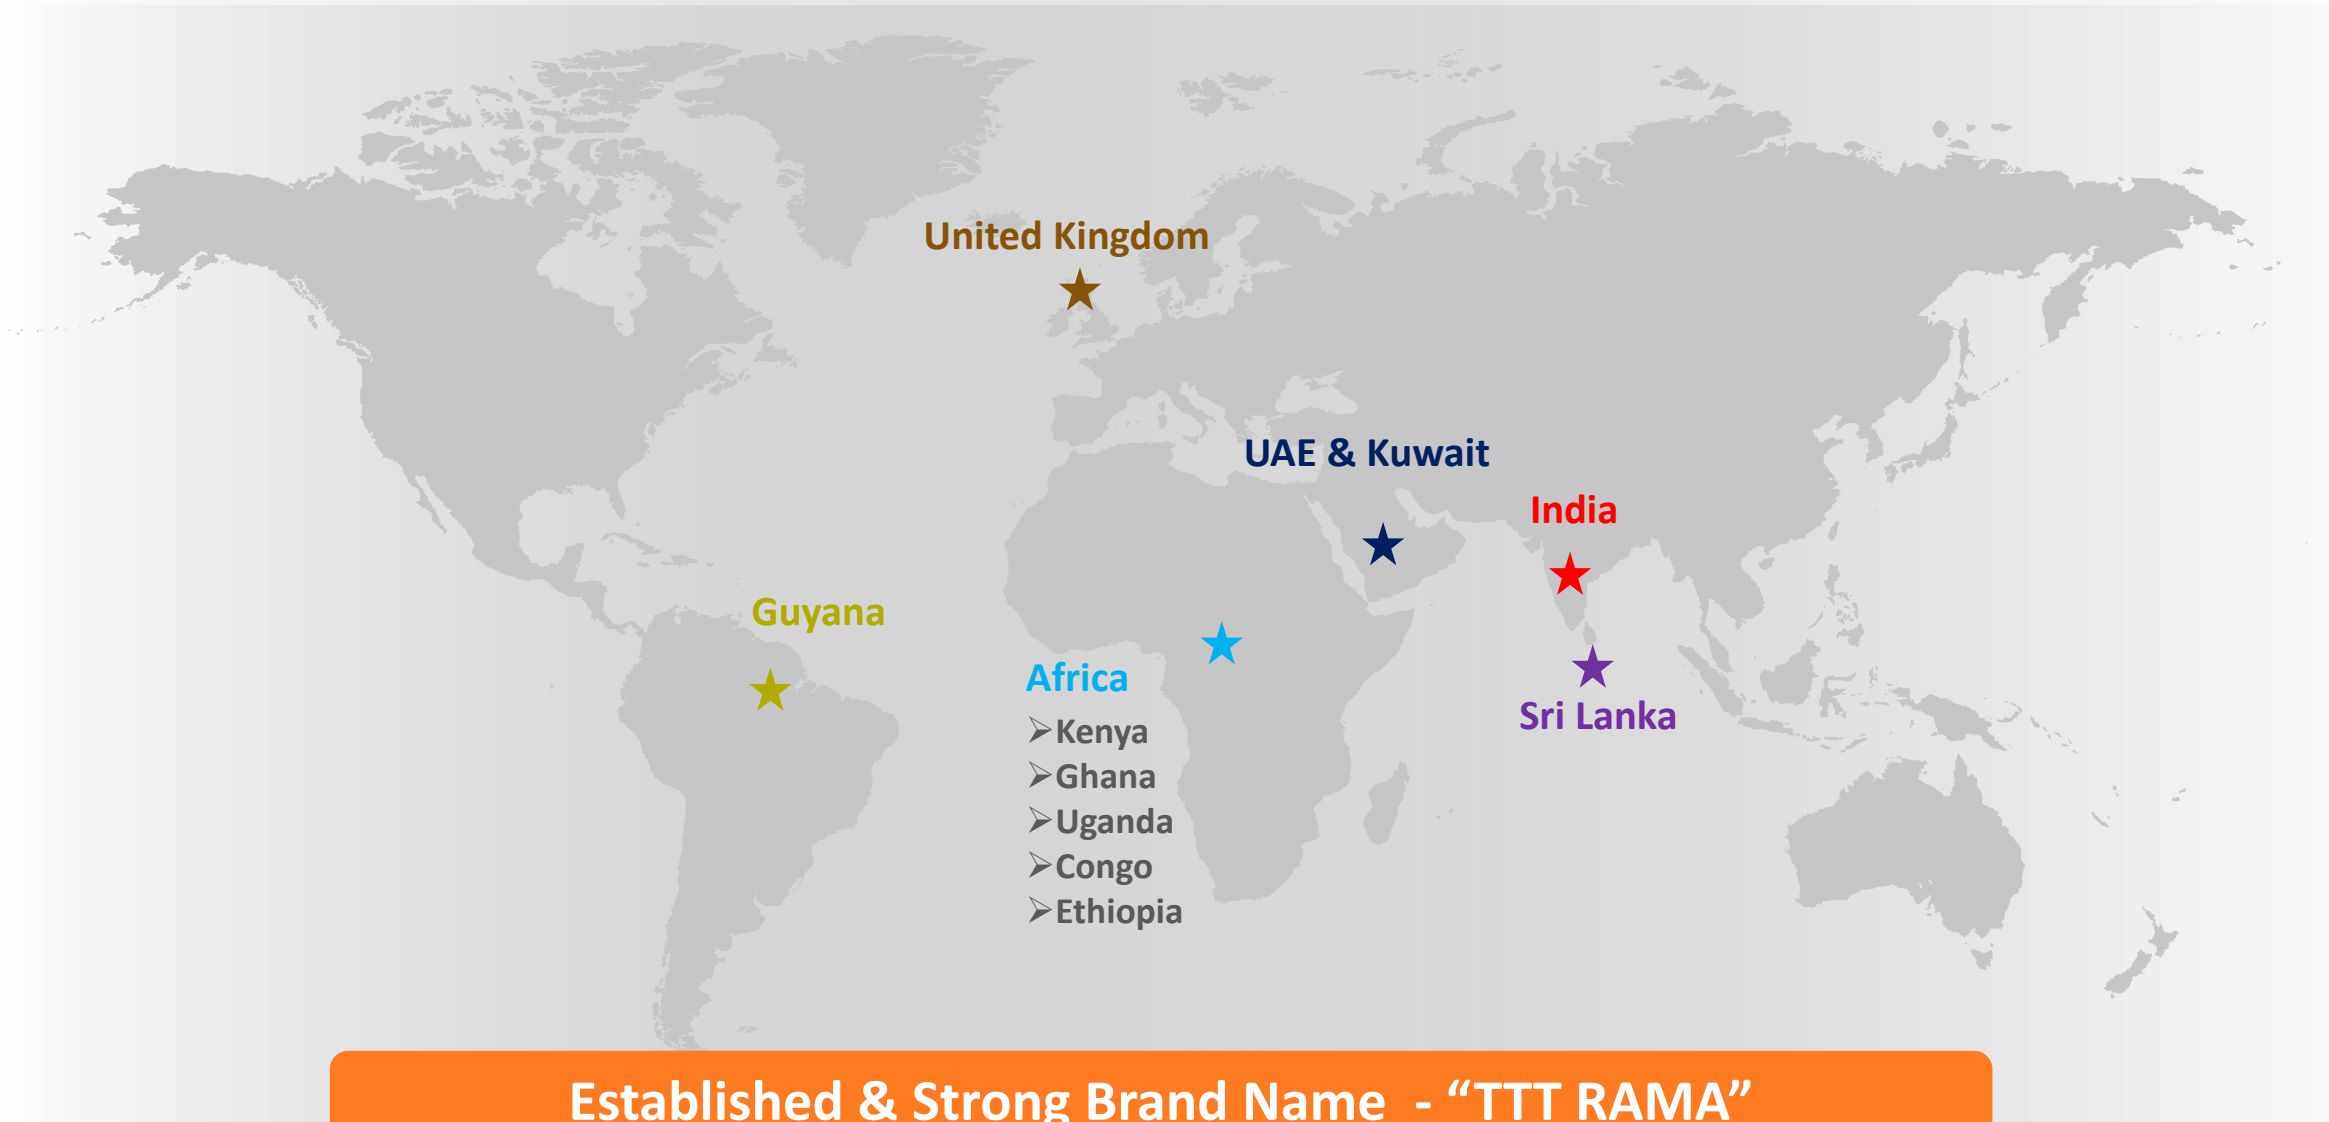 United Kingdom
UAE & Kuwait
India
Guyana
Africa
➢Kenya
➢Ghana
➢Uganda
➢Congo
➢Ethiopia
Sri Lanka
Established & Strong Brand Name - “TTT RAMA”